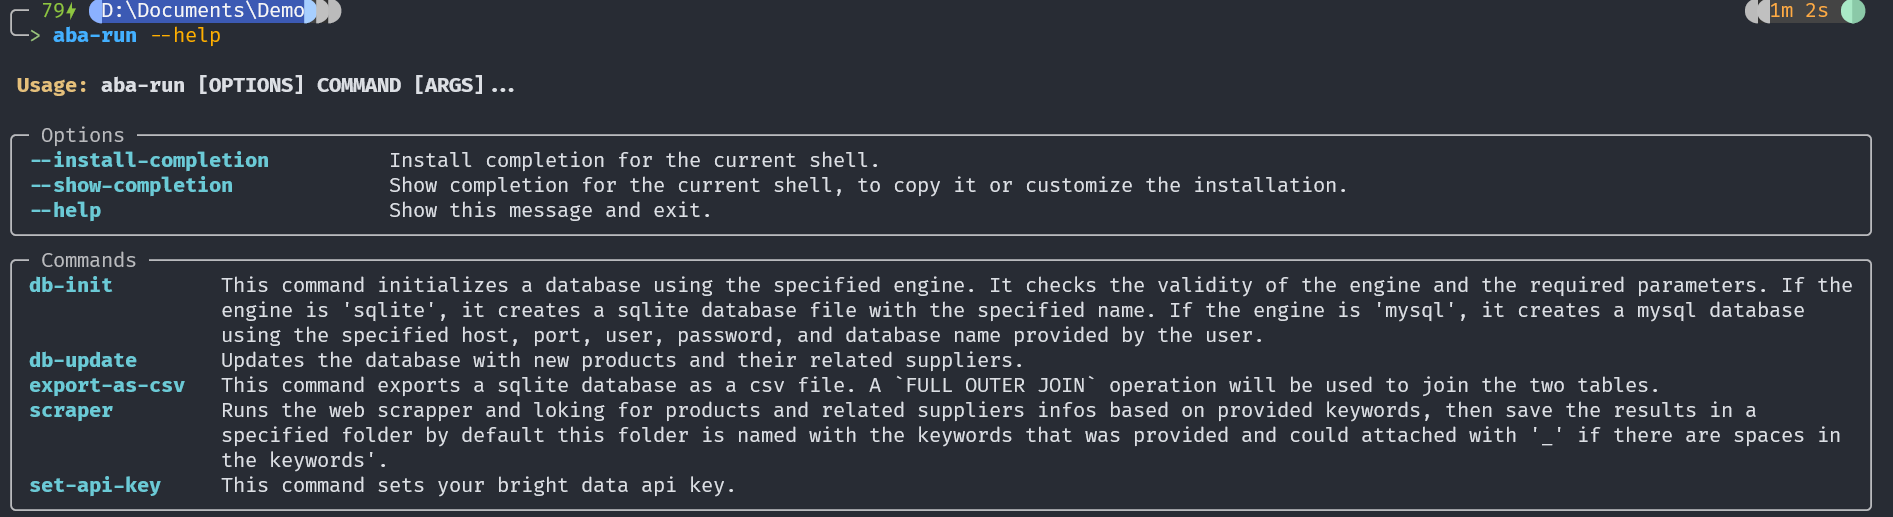 79 D:\Documents\Demo 1m 2s
> aba-run --help
Usage: aba-run [OPTIONS] COMMAND [ARGS]...
Options
--install-completion Install completion for the current shell.
--show-completion Show completion for the current shell, to copy it or customize the installation.
--help Show this message and exit.
Commands
db-init This command initializes a database using the specified engine. It checks the validity of the engine and the required parameters. If the
engine is 'sqlite', it creates a sqlite database file with the specified name. If the engine is 'mysql', it creates a mysql database
using the specified host, port, user, password, and database name provided by the user.
db-update Updates the database with new products and their related suppliers.
export-as-csv This command exports a sqlite database as a csv file. A `FULL OUTER JOIN` operation will be used to join the two tables.
scraper Runs the web scrapper and loking for products and related suppliers infos based on provided keywords, then save the results in a
specified folder by default this folder is named with the keywords that was provided and could attached with '_' if there are spaces in
the keywords'.
set-api-key This command sets your bright data api key.